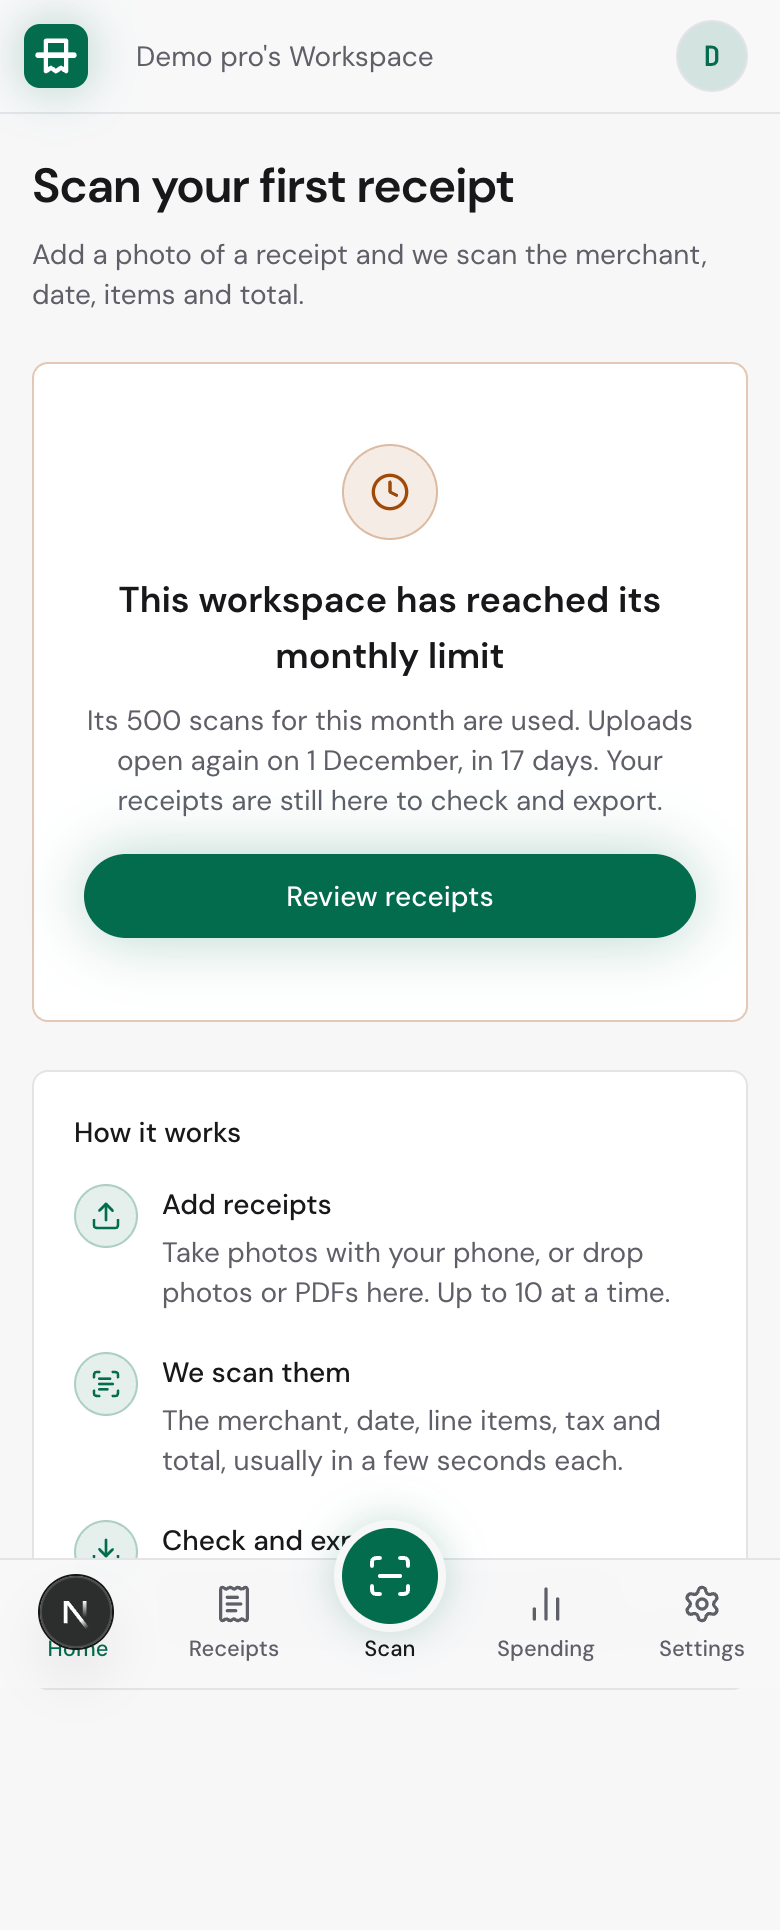 Demo pro's Workspace
D
Scan your first receipt
Add a photo of a receipt and we scan the merchant,
date, items and total.
This workspace has reached its
monthly limit
Its 500 scans for this month are used. Uploads
open again on 1 December, in 17 days. Your
receipts are still here to check and export.
Review receipts
How it works
Add receipts
Take photos with your phone, or drop
photos or PDFs here. Up to 10 at a time.
We scan them
The merchant, date, line items, tax and
total, usually in a few seconds each.
Check and
N
Home
Receipts
Scan
Spending
Settings